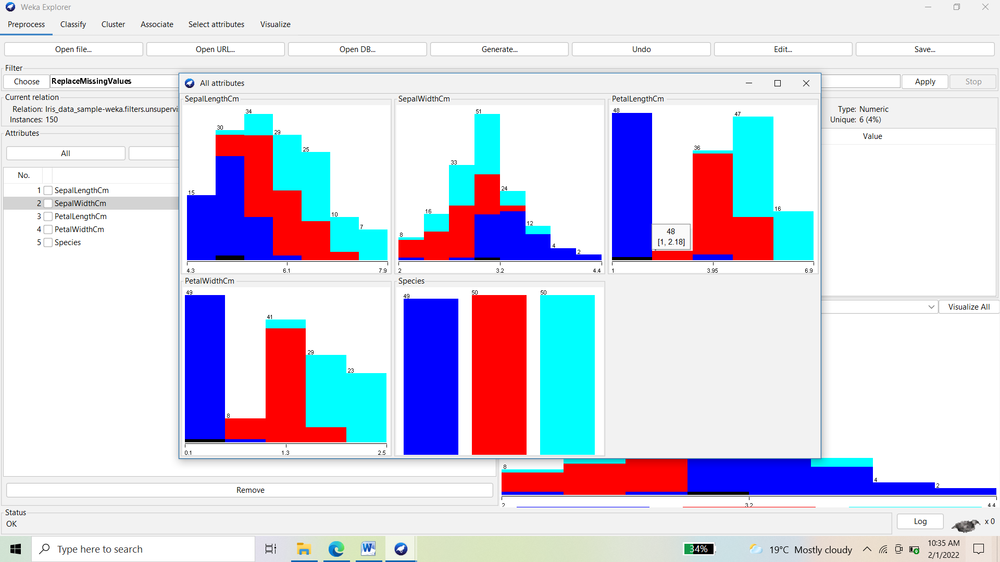 Weka Explorer
Preprocess Classify Cluster Associate Select attributes Visualize
Open file... Open URL... Open DB... Generate... Undo Edit... Save...
Filter
Choose ReplaceMissingValues Apply Stop
Current relation
Relation: Iris_data_sample-weka.filters.unsupervi
Instances: 150
Type: Numeric
Unique: 6 (4%)
Value
Attributes
All
No.
1 SepalLengthCm
2 SepalWidthCm
3 PetalLengthCm
4 PetalWidthCm
5 Species
Remove
All attributes
SepalLengthCm
15 30 34 29 25 10 7
4.3 6.1 7.9
SepalWidthCm
8 16 33 51 24 12 4 2
2 3.2 4.4
PetalLengthCm
48 36 47 16
48
[1, 2.18]
1 3.95 6.9
PetalWidthCm
49 8 41 29 23
0.1 1.3 2.5
Species
49 50 50
Visualize All
8 4 2
2 3.2 4.4
Status
OK
Log x 0
Type here to search
34%
19°C Mostly cloudy
10:35 AM
2/1/2022